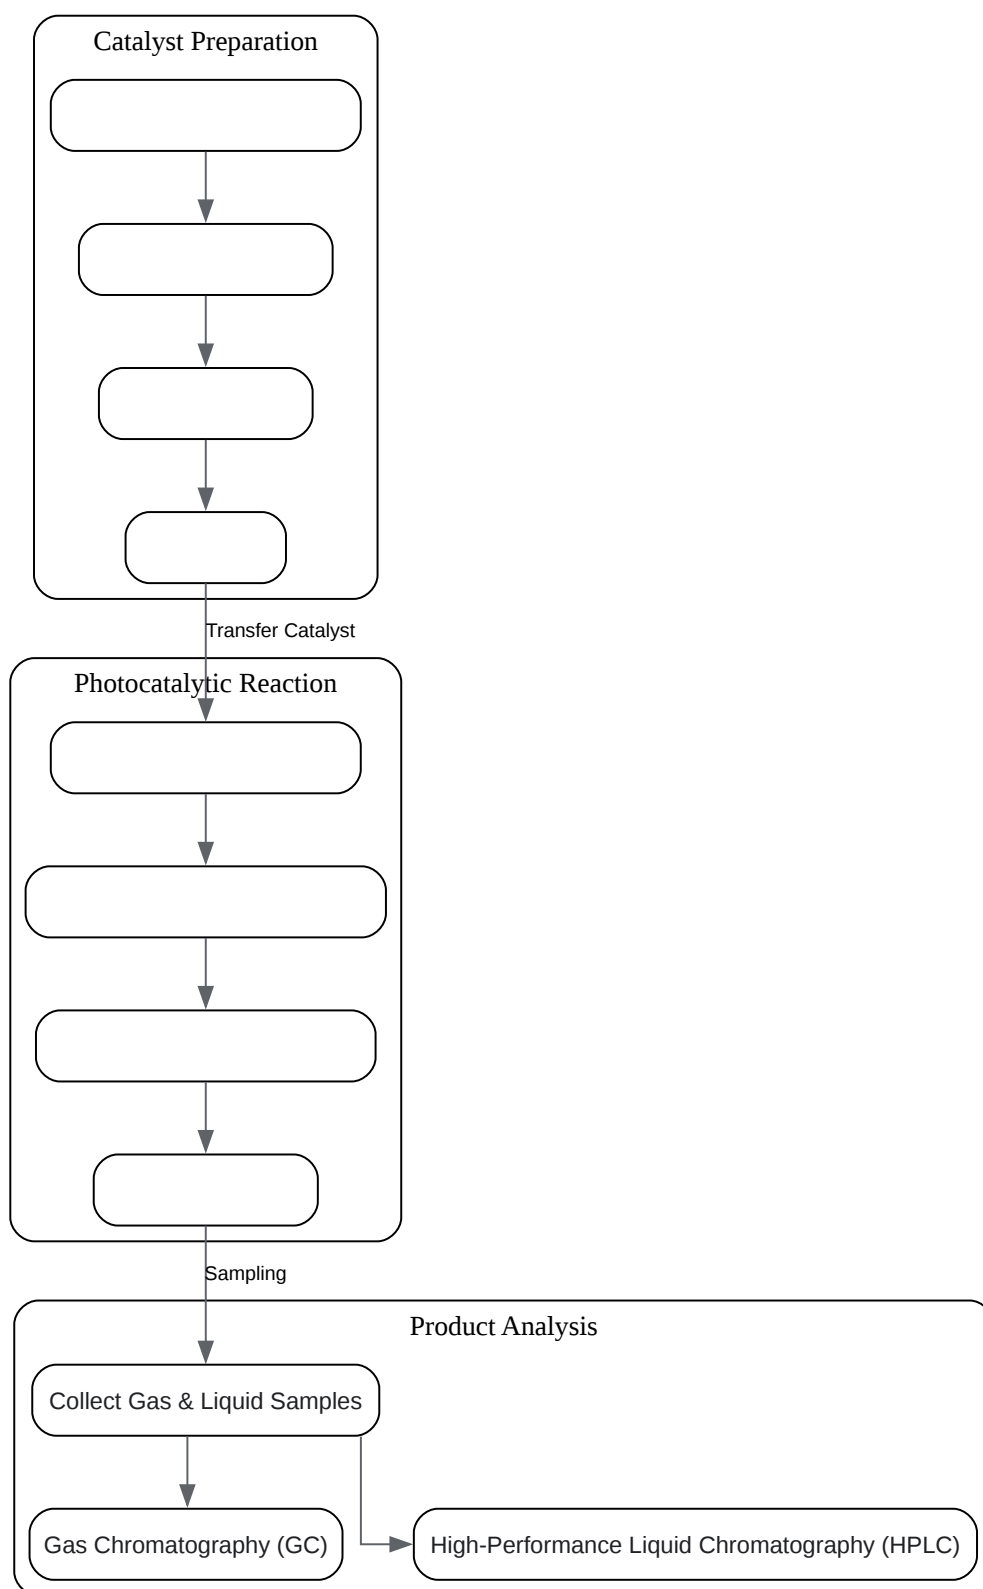 Catalyst Preparation
Transfer Catalyst
Photocatalytic Reaction
Sampling
Product Analysis
Collect Gas & Liquid Samples
Gas Chromatography (GC)
High-Performance Liquid Chromatography (HPLC)